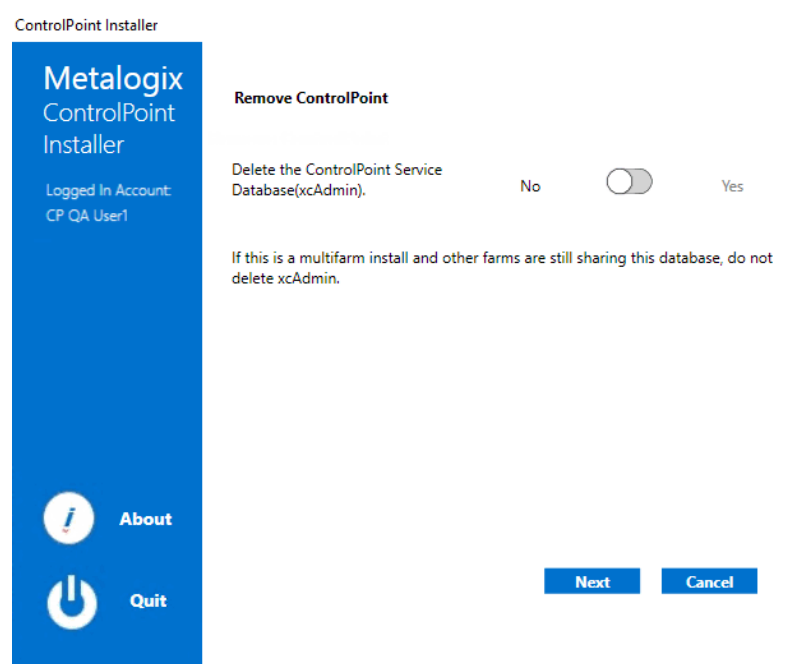 ControlPoint Installer
Metalogix
ControlPoint
Installer
Logged In Account:
CP QA User1
Remove ControlPoint
Delete the ControlPoint Service
Database(xcAdmin).
No
Yes
If this is a multifarm install and other farms are still sharing this database, do not
delete xcAdmin.
About
Quit
Next
Cancel